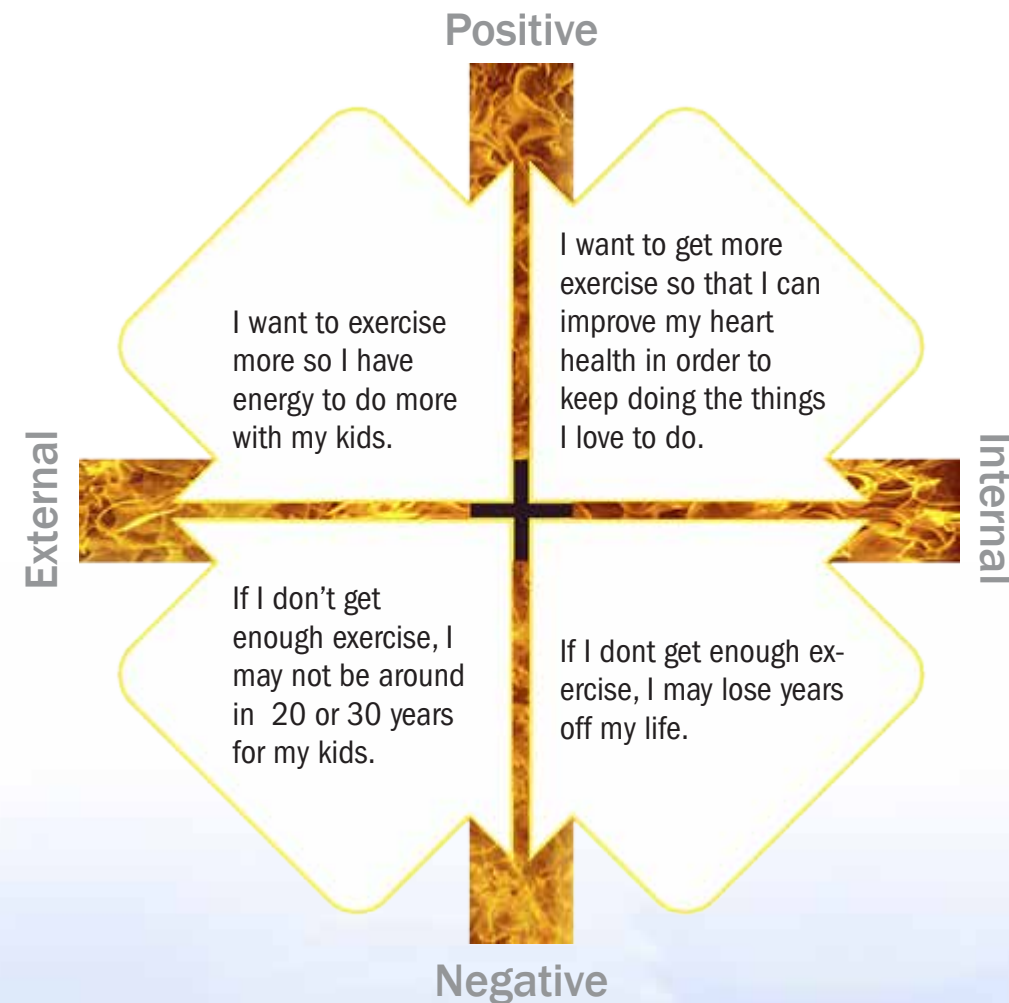 Positive
I want to exercise
more so I have
energy to do more
with my kids.
I want to get more
exercise so that I can
improve my heart
health in order to
keep doing the things
I love to do.
External
Internal
If I don't get
enough exercise, I
may not be around
in  20 or 30 years
for my kids.
If I dont get enough ex-
ercise, I may lose years
off my life.
Negative